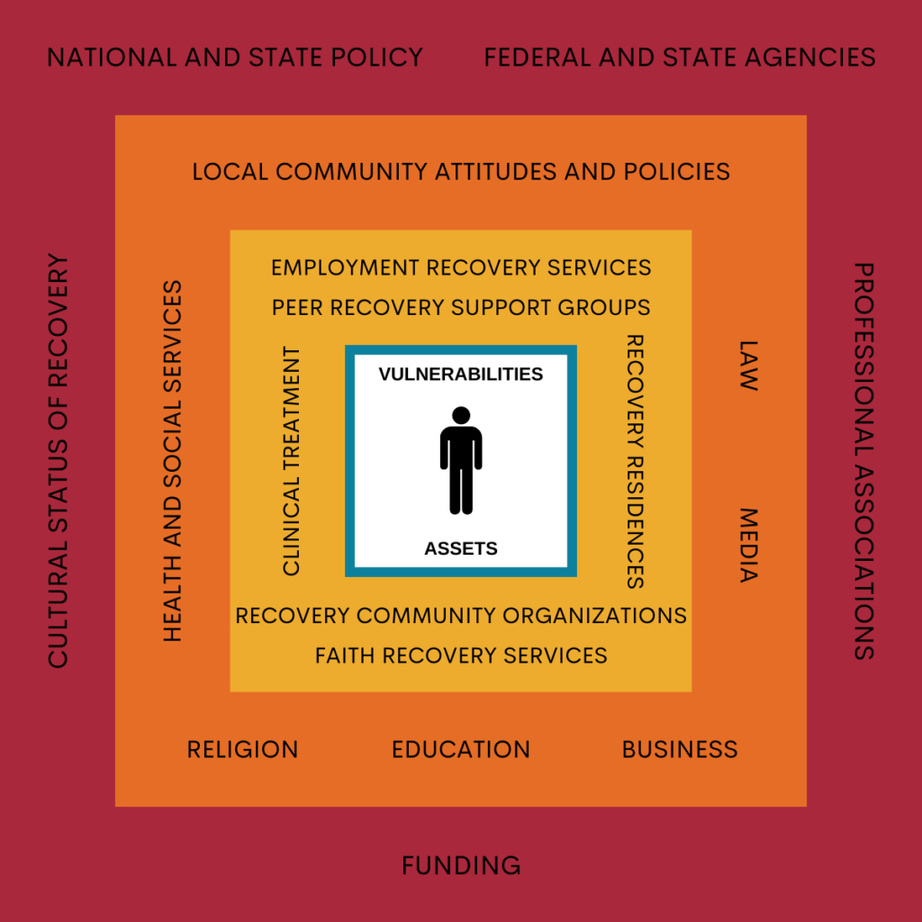 NATIONAL AND STATE POLICY
FEDERAL AND STATE AGENCIES
CULTURAL STATUS OF RECOVERY
PROFESSIONAL ASSOCIATIONS
FUNDING
LOCAL COMMUNITY ATTITUDES AND POLICIES
HEALTH AND SOCIAL SERVICES
LAW
MEDIA
RELIGION
EDUCATION
BUSINESS
EMPLOYMENT RECOVERY SERVICES
PEER RECOVERY SUPPORT GROUPS
CLINICAL TREATMENT
RECOVERY RESIDENCES
RECOVERY COMMUNITY ORGANIZATIONS
FAITH RECOVERY SERVICES
VULNERABILITIES
ASSETS